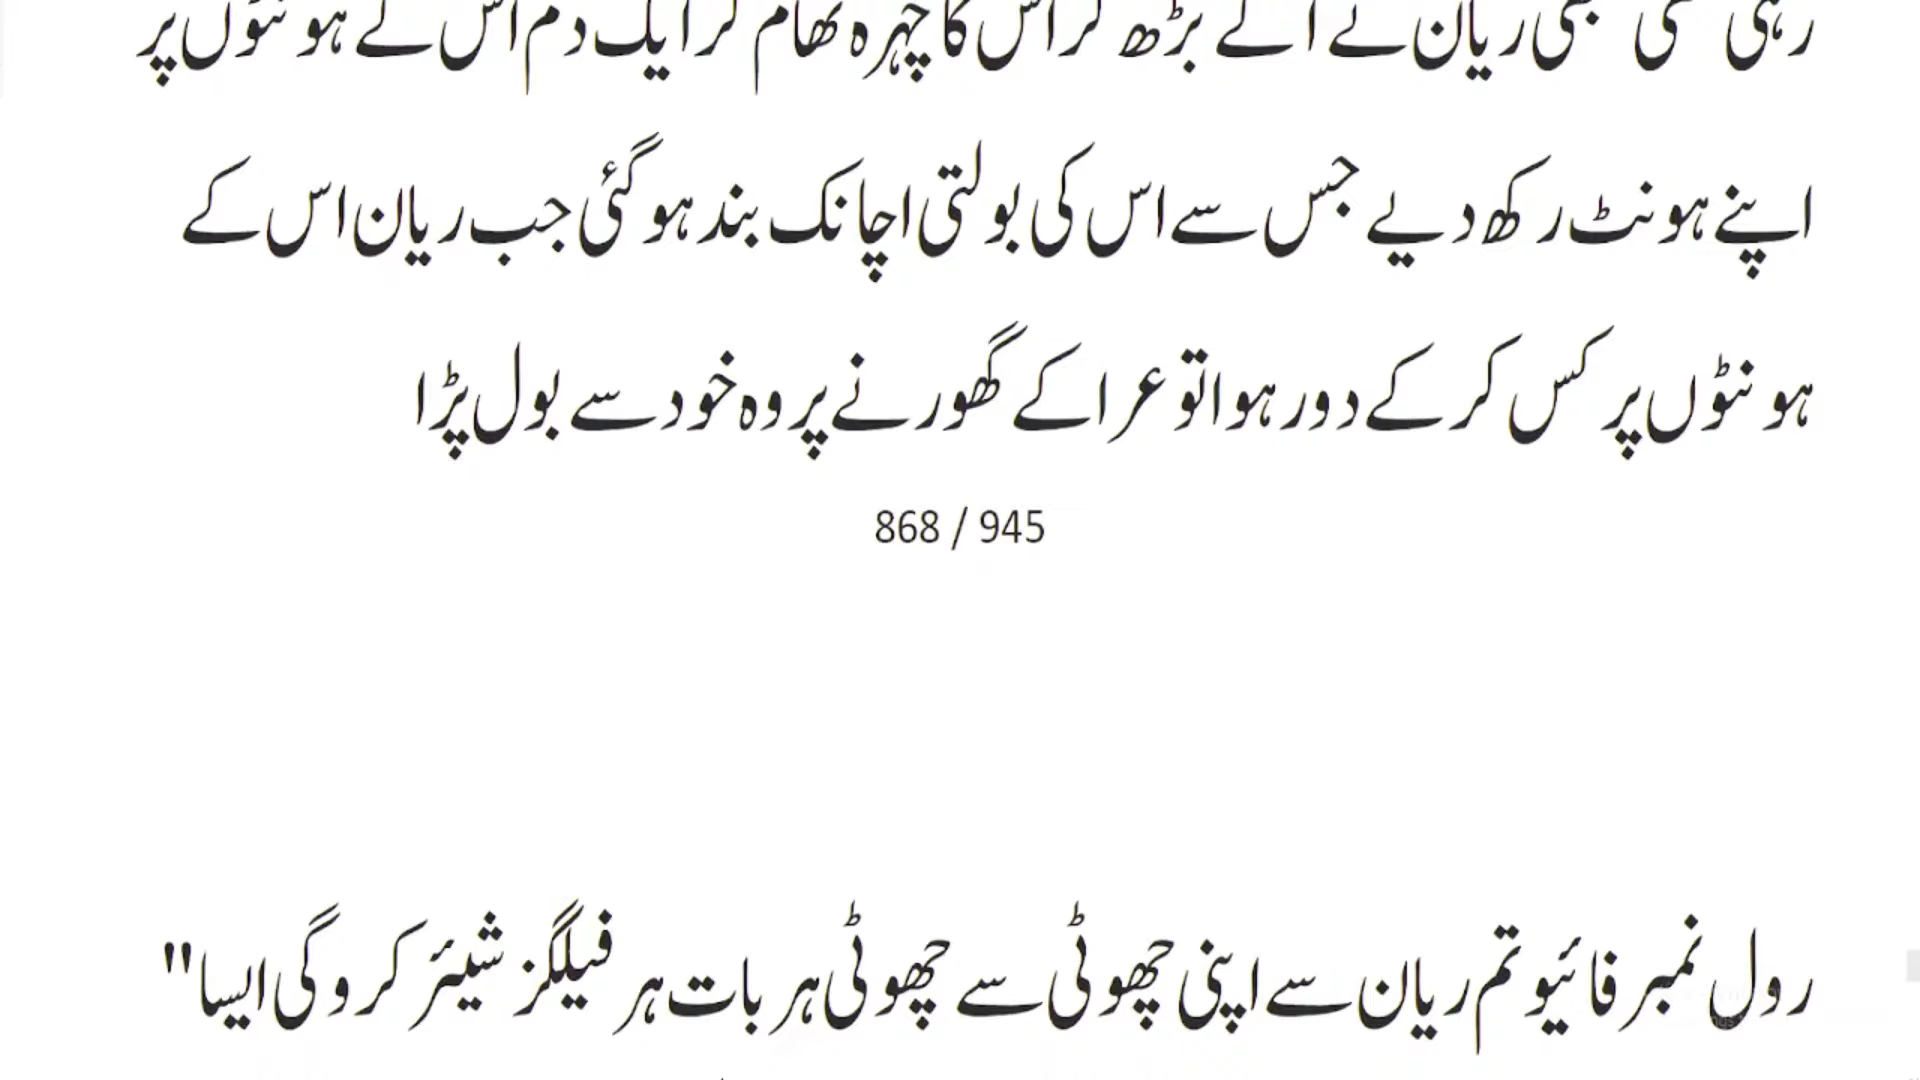 رہی تھی تبھی ریان نے آگے بڑھ کر اس کا چہرہ تھام کر ایک دم اس کے ہونٹوں پر
اپنے ہونٹ رکھ دیے جس سے اس کی بولتی اچانک بند ہو گئی جب ریان اس کے
ہونٹوں پر کس کر کے دور ہوا تو عرا کے گھورنے پر وہ خود سے بول پڑا
868 / 945
رول نمبر فائیو تم ریان سے اپنی چھوٹی سے چھوٹی ہر بات ہر فیلگز شیئر کرو گی ایسا"